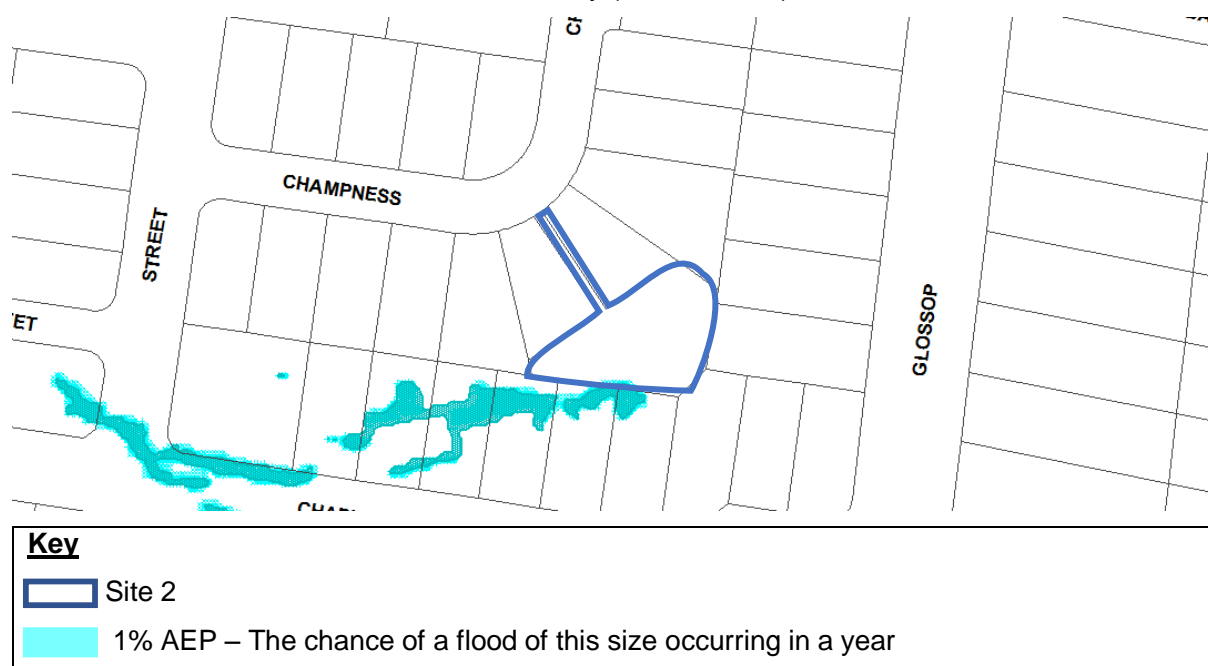 CHAMPNESS
STREET
GLOSSOP
Key
Site 2
1% AEP – The chance of a flood of this size occurring in a year